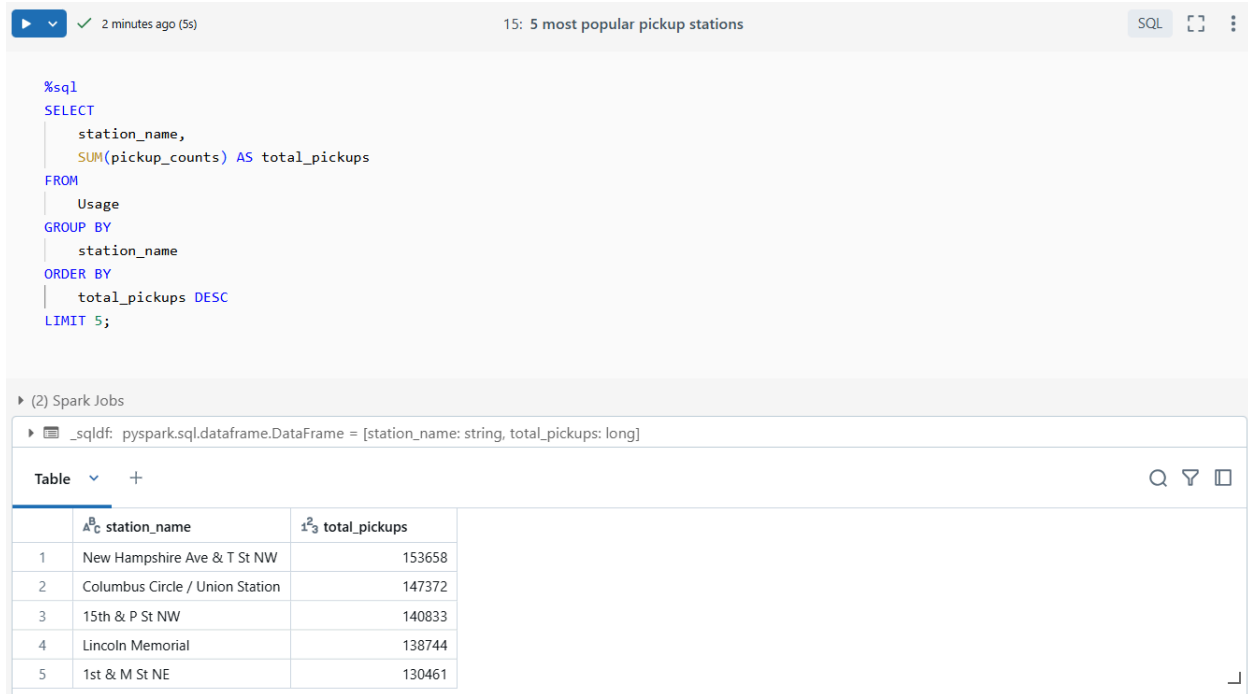 2 minutes ago (5s)
15: 5 most popular pickup stations
SQL
%sql
SELECT
station_name,
SUM(pickup_counts) AS total_pickups
FROM
Usage
GROUP BY
station_name
ORDER BY
total_pickups DESC
LIMIT 5;
(2) Spark Jobs
_sqldf: pyspark.sql.dataframe.DataFrame = [station_name: string, total_pickups: long]
Table +
ABC station_name 123 total_pickups
1 New Hampshire Ave & T St NW 153658
2 Columbus Circle / Union Station 147372
3 15th & P St NW 140833
4 Lincoln Memorial 138744
5 1st & M St NE 130461